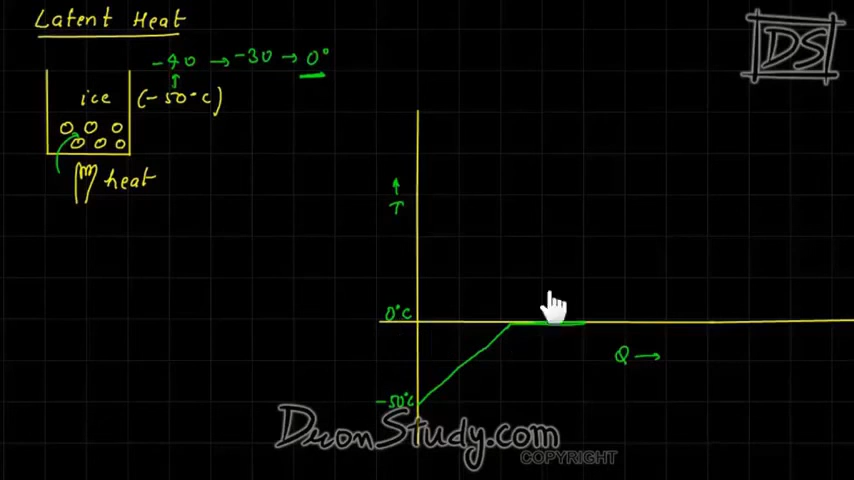 Latent Heat
-40 → -30 → 0°
ice (-50°C)
heat
DS
↑
T
0°C
Q →
-50°C
DronStudy.com
COPYRIGHT